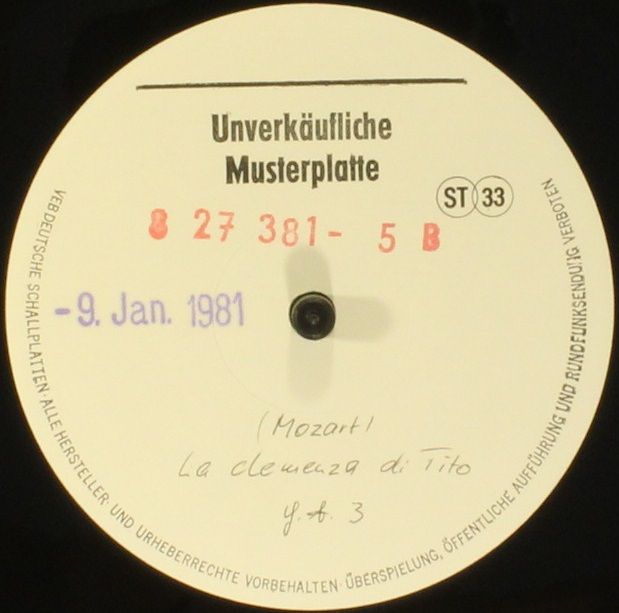 Unverkäufliche
Musterplatte
ST 33
8 27 381- 5 B
-9. Jan. 1981
(Mozart)
La clemenza di Tito
3
VEB DEUTSCHE SCHALLPLATTEN · ALLE HERSTELLER- UND URHEBERRECHTE VORBEHALTEN · ÜBERSPIELUNG, ÖFFENTLICHE AUFFÜHRUNG UND RUNDFUNKSENDUNG VERBOTEN